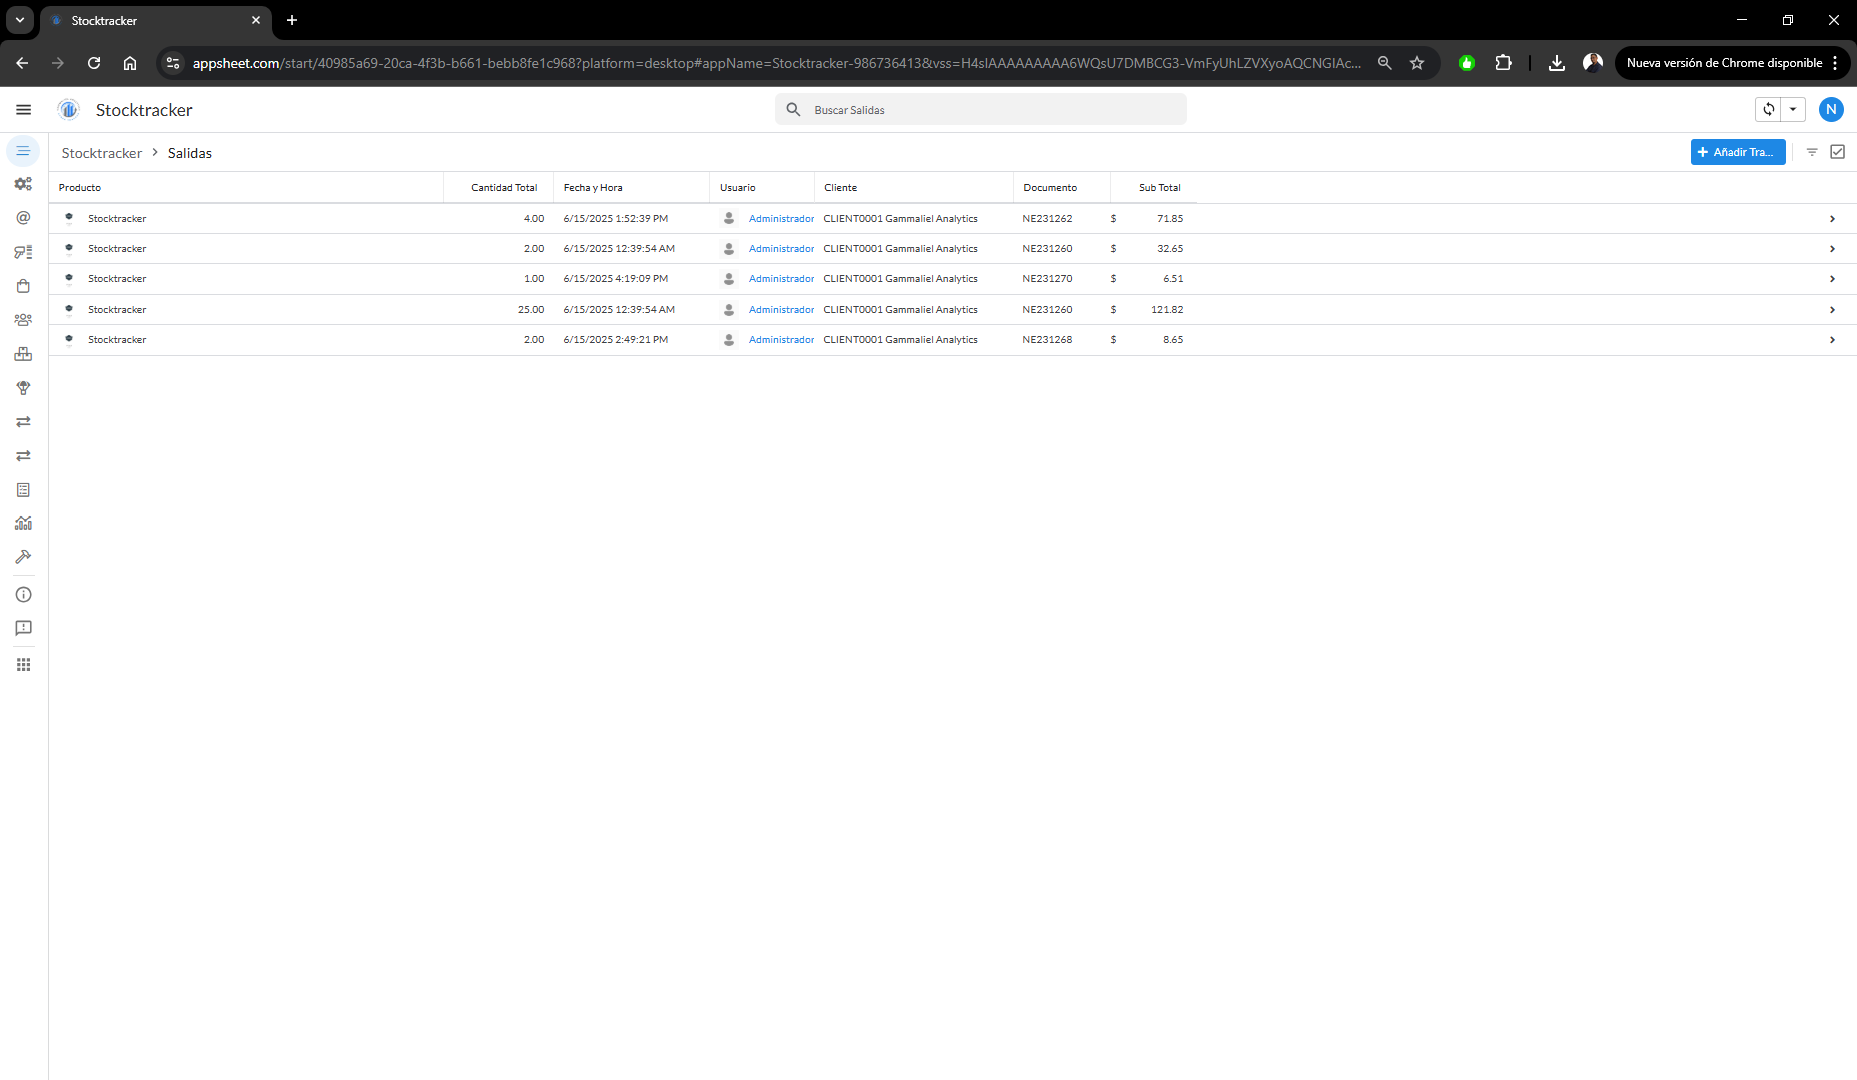 Stocktracker
appsheet.com/start/40985a69-20ca-4f3b-b661-bebb8fe1c968?platform=desktop#appName=Stocktracker-986736413&vss=H4sIAAAAAAAAA6WQsU7DMBCG3-VmFyUhLZVXyoAQCNGIAc...
Nueva versión de Chrome disponible
Stocktracker
Buscar Salidas
N
Stocktracker > Salidas
+ Añadir Tra...
Producto Cantidad Total Fecha y Hora Usuario Cliente Documento Sub Total
Stocktracker 4.00 6/15/2025 1:52:39 PM Administrador CLIENT0001 Gammaliel Analytics NE231262 $ 71.85
Stocktracker 2.00 6/15/2025 12:39:54 AM Administrador CLIENT0001 Gammaliel Analytics NE231260 $ 32.65
Stocktracker 1.00 6/15/2025 4:19:09 PM Administrador CLIENT0001 Gammaliel Analytics NE231270 $ 6.51
Stocktracker 25.00 6/15/2025 12:39:54 AM Administrador CLIENT0001 Gammaliel Analytics NE231260 $ 121.82
Stocktracker 2.00 6/15/2025 2:49:21 PM Administrador CLIENT0001 Gammaliel Analytics NE231268 $ 8.65